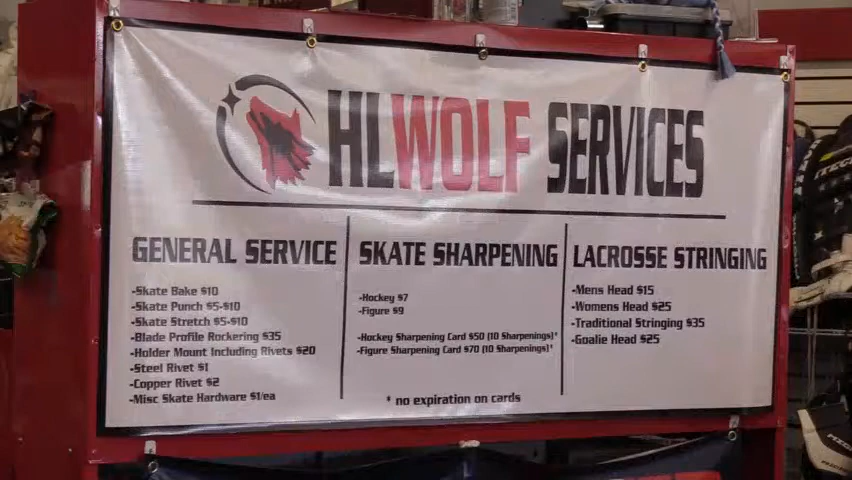 HLWOLF SERVICES
GENERAL SERVICE
-Skate Bake $10
-Skate Punch $5-$10
-Skate Stretch $5-$10
-Blade Profile Rockering $35
-Holder Mount Including Rivets $20
-Steel Rivet $1
-Copper Rivet $2
-Misc Skate Hardware $1/ea
SKATE SHARPENING
-Hockey $7
-Figure $9
-Hockey Sharpening Card $50 (10 Sharpenings)*
-Figure Sharpening Card $70 (10 Sharpenings)*
* no expiration on cards
LACROSSE STRINGING
-Mens Head $15
-Womens Head $25
-Traditional Stringing $35
-Goalie Head $25